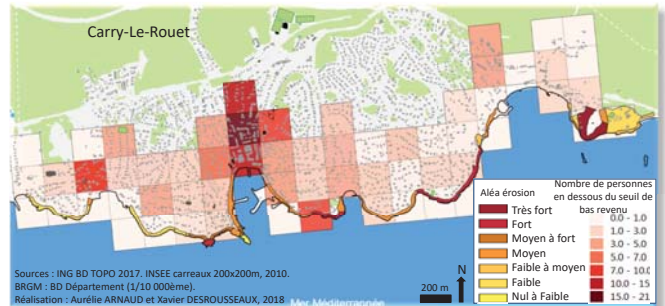 Carry-Le-Rouet
Aléa érosion
Très fort
Fort
Moyen à fort
Moyen
Faible à moyen
Faible
Nul à Faible
Nombre de personnes
en dessous du seuil de
bas revenu
0.0 - 1.0
1.0 - 3.0
3.0 - 5.0
5.0 - 7.0
7.0 - 10.0
10.0 - 15
15.0 - 21
Sources : ING BD TOPO 2017. INSEE carreaux 200x200m, 2010.
BRGM : BD Département (1/10 000ème).
Réalisation : Aurélie ARNAUD et Xavier DESROUSSEAUX, 2018
Mer Méditerranée
200 m
N